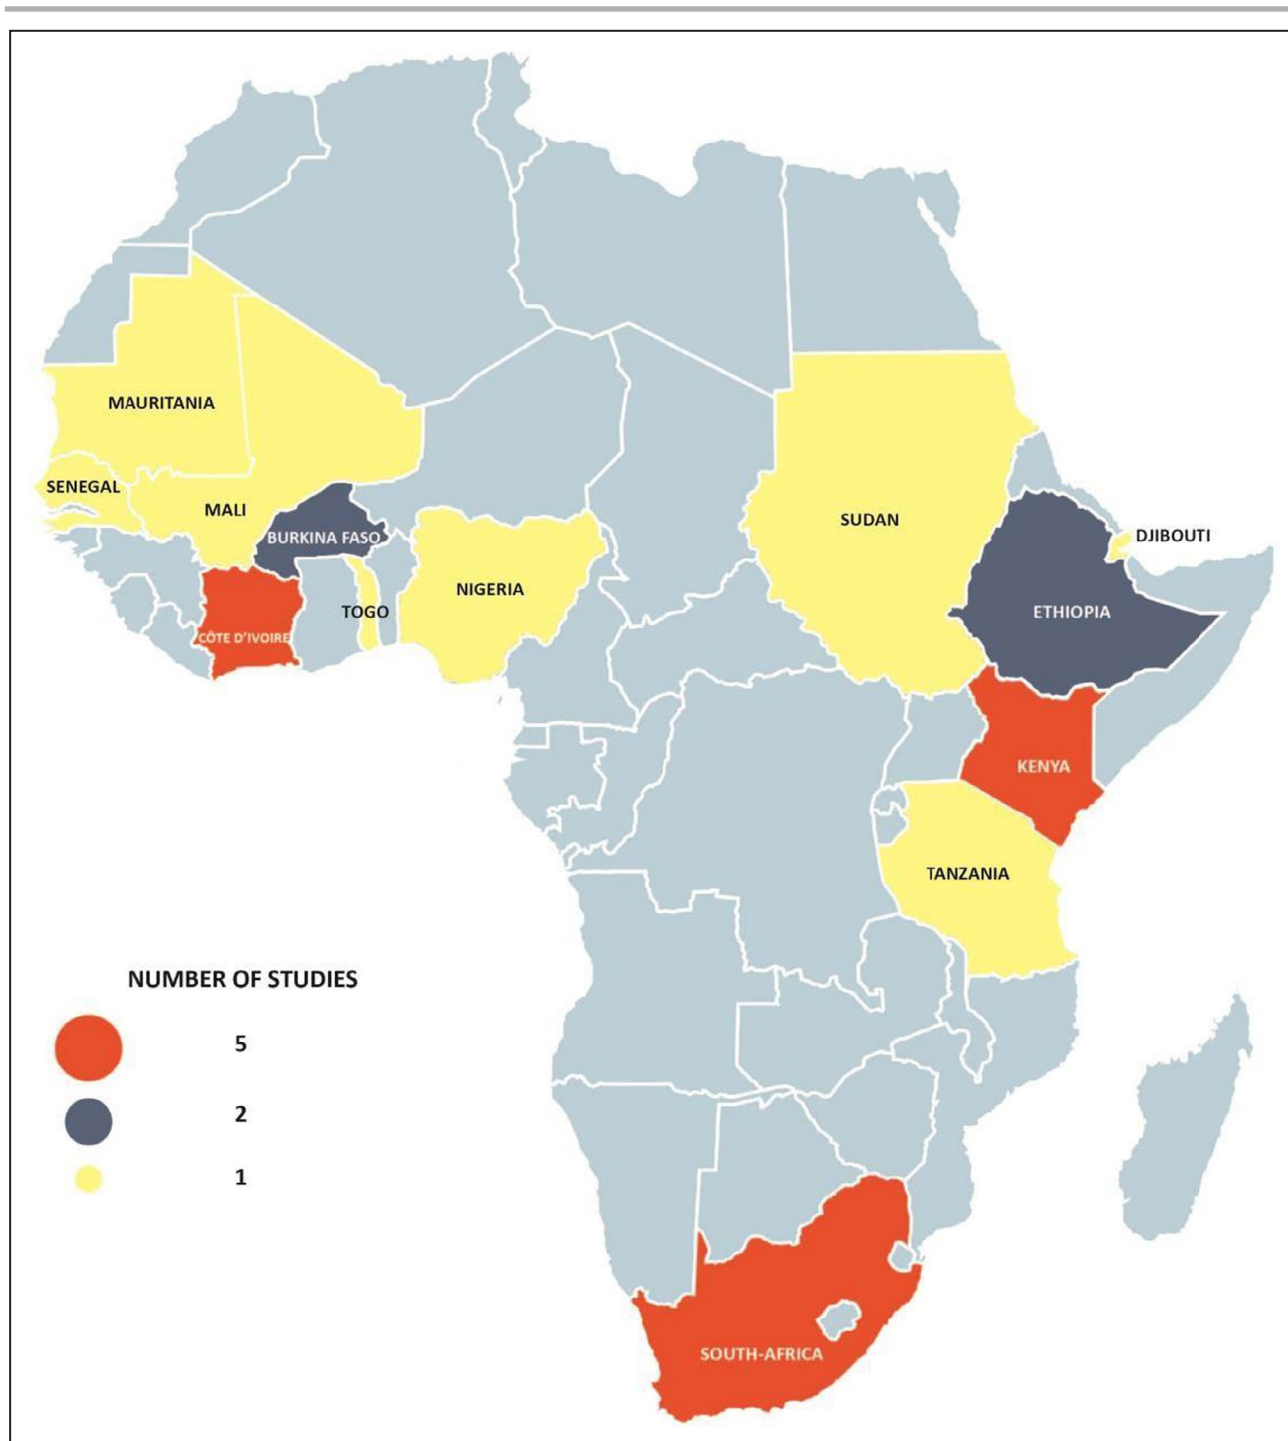 MAURITANIA
SENEGAL
MALI
BURKINA FASO
SUDAN
DJIBOUTI
NIGERIA
TOGO
ETHIOPIA
CÔTE D'IVOIRE
KENYA
TANZANIA
NUMBER OF STUDIES
5
2
1
SOUTH-AFRICA